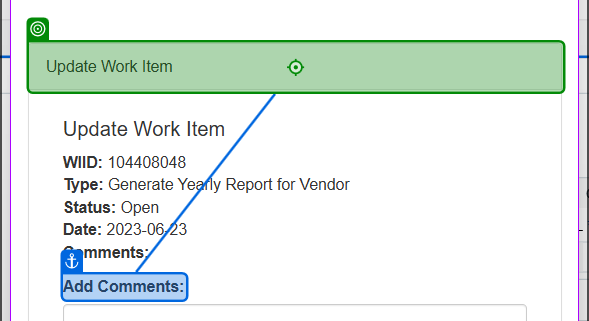 Update Work Item
Update Work Item
WIID: 104408048
Type: Generate Yearly Report for Vendor
Status: Open
Date: 2023-06-23
Comments:
Add Comments: